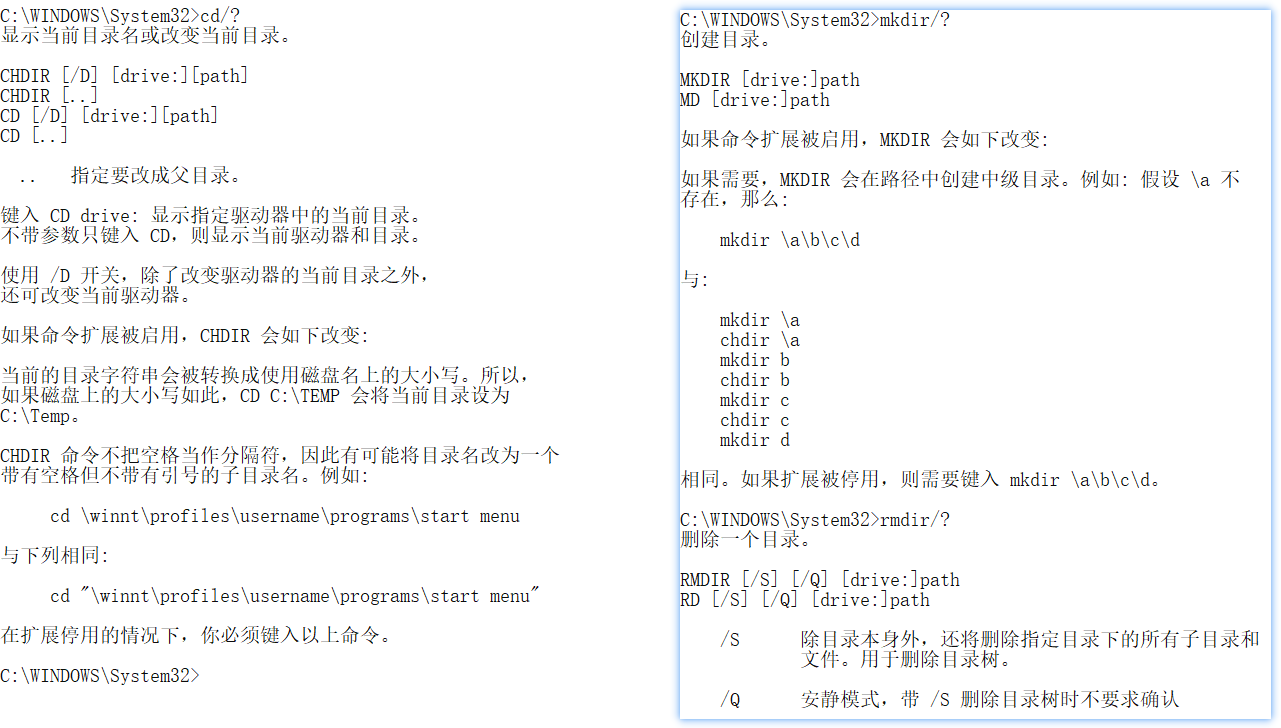 C:\WINDOWS\System32>cd/?
显示当前目录名或改变当前目录。
CHDIR [/D] [drive:][path]
CHDIR [..]
CD [/D] [drive:][path]
CD [..]
.. 指定要改成父目录。
键入 CD drive: 显示指定驱动器中的当前目录。
不带参数只键入 CD，则显示当前驱动器和目录。
使用 /D 开关，除了改变驱动器的当前目录之外，
还可改变当前驱动器。
如果命令扩展被启用，CHDIR 会如下改变:
当前的目录字符串会被转换成使用磁盘名上的大小写。所以，
如果磁盘上的大小写如此，CD C:\TEMP 会将当前目录设为
C:\Temp。
CHDIR 命令不把空格当作分隔符，因此有可能将目录名改为一个
带有空格但不带有引号的子目录名。例如:
cd \winnt\profiles\username\programs\start menu
与下列相同:
cd "\winnt\profiles\username\programs\start menu"
在扩展停用的情况下，你必须键入以上命令。
C:\WINDOWS\System32>
C:\WINDOWS\System32>mkdir/?
创建目录。
MKDIR [drive:]path
MD [drive:]path
如果命令扩展被启用，MKDIR 会如下改变:
如果需要，MKDIR 会在路径中创建中级目录。例如: 假设 \a 不
存在，那么:
mkdir \a\b\c\d
与:
mkdir \a
chdir \a
mkdir b
chdir b
mkdir c
chdir c
mkdir d
相同。如果扩展被停用，则需要键入 mkdir \a\b\c\d。
C:\WINDOWS\System32>rmdir/?
删除一个目录。
RMDIR [/S] [/Q] [drive:]path
RD [/S] [/Q] [drive:]path
/S 除目录本身外，还将删除指定目录下的所有子目录和
文件。用于删除目录树。
/Q 安静模式，带 /S 删除目录树时不要求确认